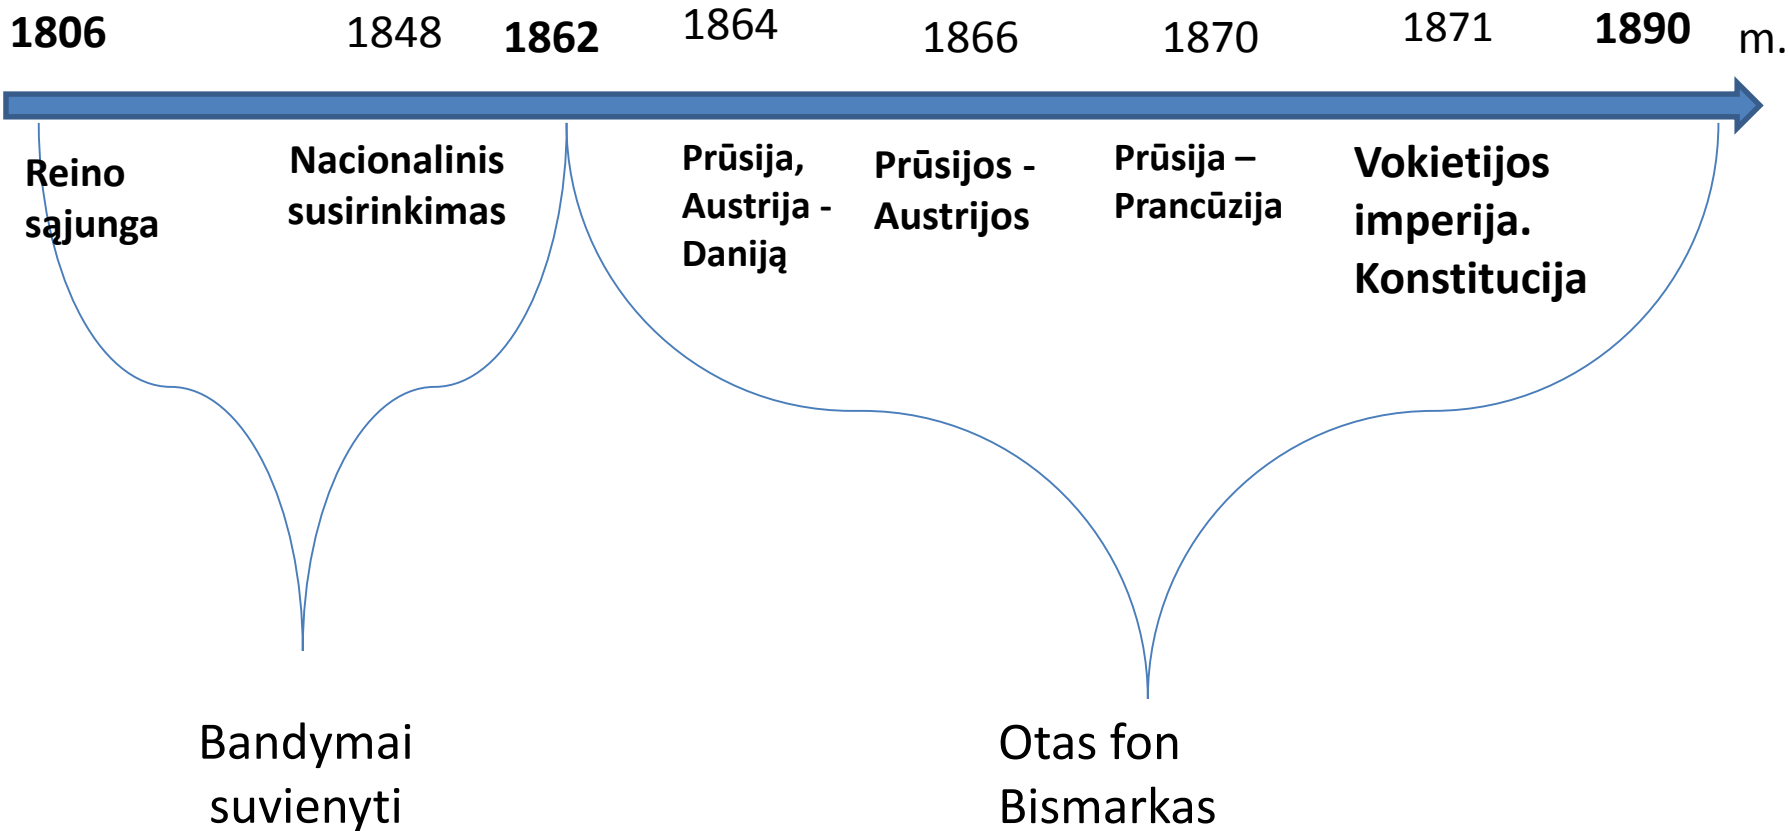 1806 1848 1862 1864 1866 1870 1871 1890 m.
Reino
sąjunga
Nacionalinis
susirinkimas
Prūsija,
Austrija -
Daniją
Prūsijos -
Austrijos
Prūsija –
Prancūzija
Vokietijos
imperija.
Konstitucija
Bandymai
suvienyti
Otas fon
Bismarkas